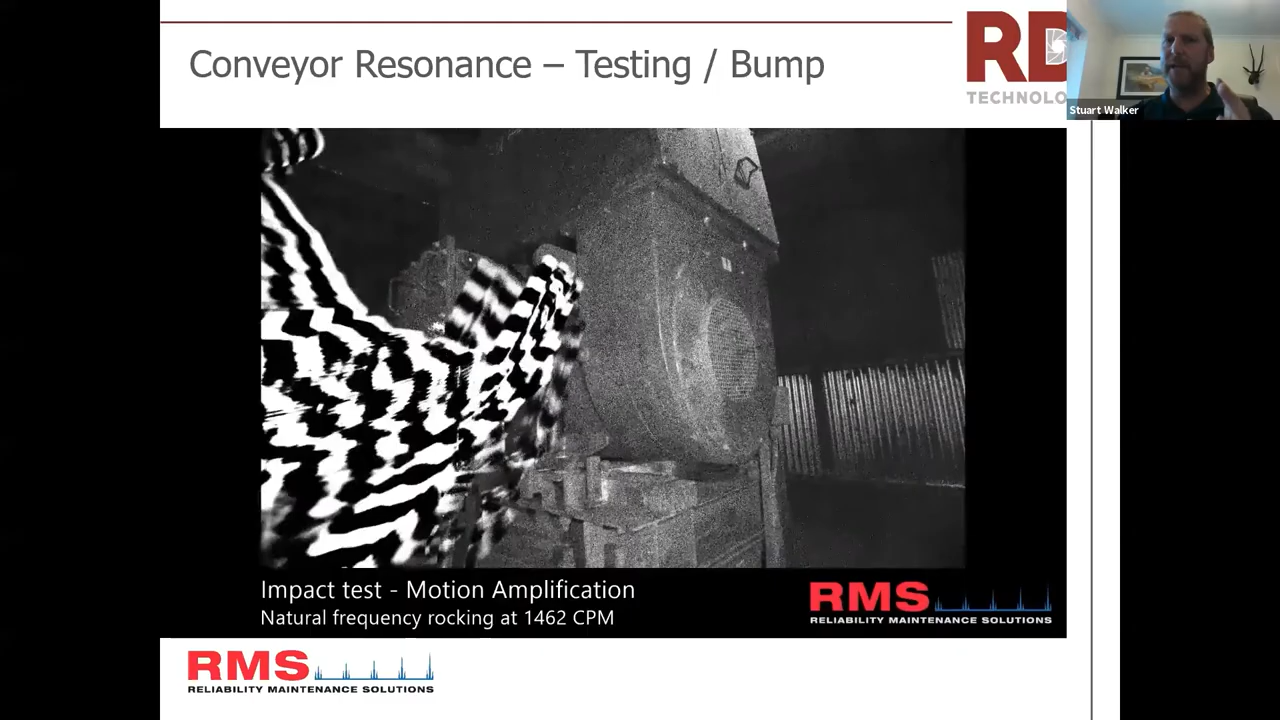 Conveyor Resonance – Testing / Bump
RD
TECHNOLO
Stuart Walker
Impact test - Motion Amplification
Natural frequency rocking at 1462 CPM
RMS
RELIABILITY MAINTENANCE SOLUTIONS
RMS
RELIABILITY MAINTENANCE SOLUTIONS